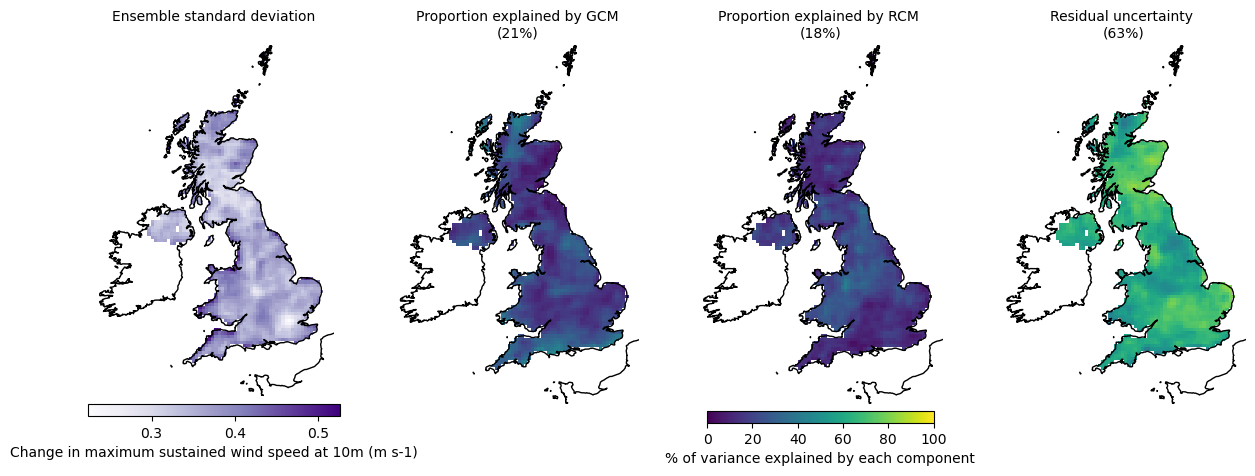 Ensemble standard deviation
Proportion explained by GCM
(21%)
Proportion explained by RCM
(18%)
Residual uncertainty
(63%)
0.3 0.4 0.5
Change in maximum sustained wind speed at 10m (m s-1)
0 20 40 60 80 100
% of variance explained by each component